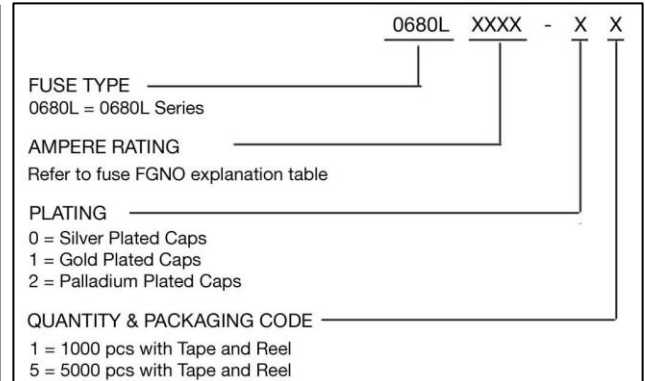 0680L XXXX - X X
FUSE TYPE
0680L = 0680L Series
AMPERE RATING
Refer to fuse FGNO explanation table
PLATING
0 = Silver Plated Caps
1 = Gold Plated Caps
2 = Palladium Plated Caps
QUANTITY & PACKAGING CODE
1 = 1000 pcs with Tape and Reel
5 = 5000 pcs with Tape and Reel